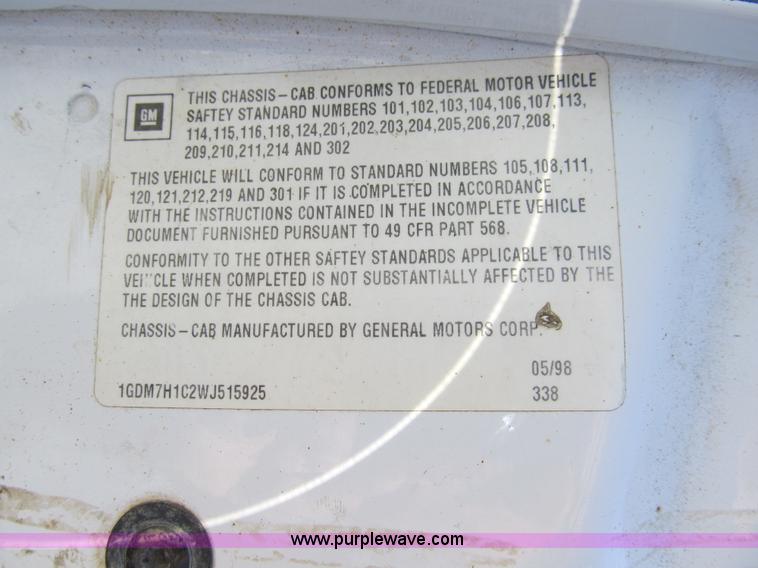 GM
THIS CHASSIS-CAB CONFORMS TO FEDERAL MOTOR VEHICLE
SAFTEY STANDARD NUMBERS 101,102,103,104,106,107,113,
114,115,116,118,124,201,202,203,204,205,206,207,208,
209,210,211,214 AND 302
THIS VEHICLE WILL CONFORM TO STANDARD NUMBERS 105,108,111,
120,121,212,219 AND 301 IF IT IS COMPLETED IN ACCORDANCE
WITH THE INSTRUCTIONS CONTAINED IN THE INCOMPLETE VEHICLE
DOCUMENT FURNISHED PURSUANT TO 49 CFR PART 568.
CONFORMITY TO THE OTHER SAFTEY STANDARDS APPLICABLE TO THIS
VEHICLE WHEN COMPLETED IS NOT SUBSTANTIALLY AFFECTED BY THE
THE DESIGN OF THE CHASSIS CAB.
CHASSIS-CAB MANUFACTURED BY GENERAL MOTORS CORP.
05/98
1GDM7H1C2WJ515925 338
www.purplewave.com